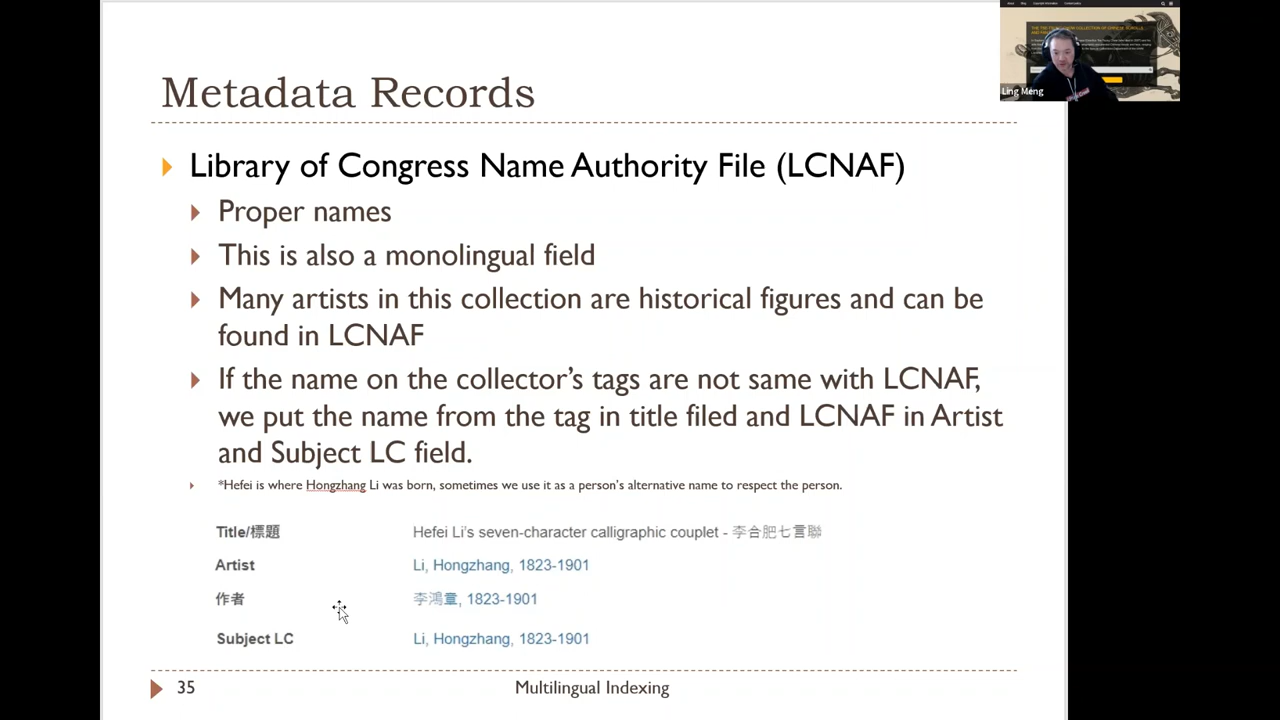 Metadata Records
Library of Congress Name Authority File (LCNAF)
Proper names
This is also a monolingual field
Many artists in this collection are historical figures and can be
found in LCNAF
If the name on the collector's tags are not same with LCNAF,
we put the name from the tag in title filed and LCNAF in Artist
and Subject LC field.
*Hefei is where Hongzhang Li was born, sometimes we use it as a person's alternative name to respect the person.
Title/標題 Hefei Li's seven-character calligraphic couplet - 李合肥七言聯
Artist Li, Hongzhang, 1823-1901
作者 李鴻章, 1823-1901
Subject LC Li, Hongzhang, 1823-1901
35 Multilingual Indexing
Ling Meng